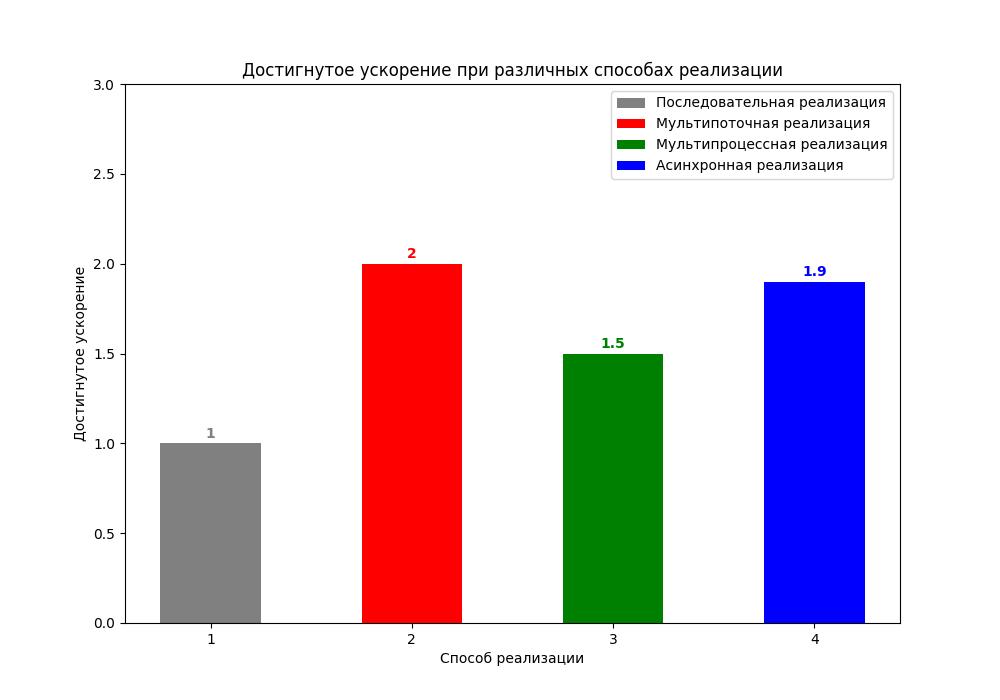 Достигнутое ускорение при различных способах реализации
3.0
2.5
2.0
1.5
1.0
0.5
0.0
Достигнутое ускорение
Последовательная реализация
Мультипоточная реализация
Мультипроцессная реализация
Асинхронная реализация
1
2
1.5
1.9
1
2
3
4
Способ реализации